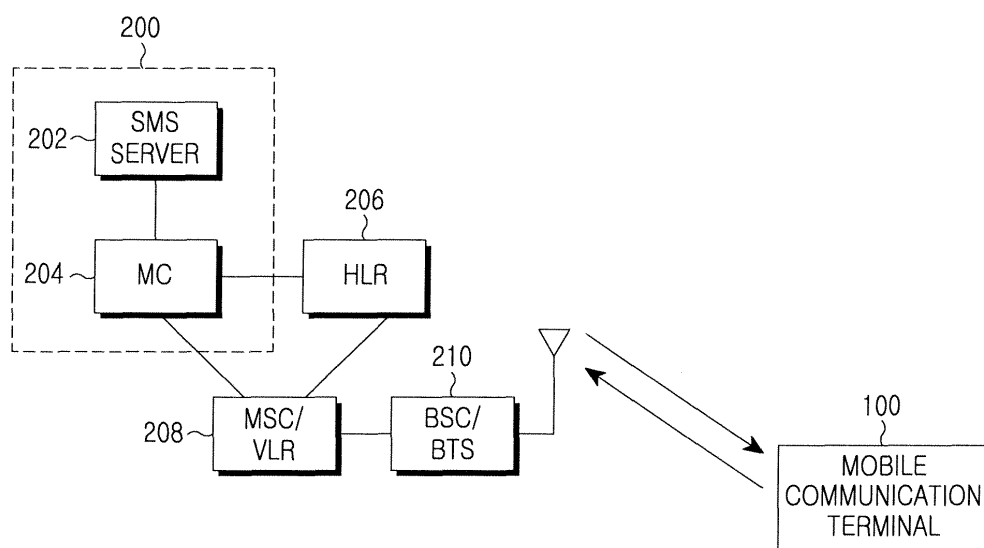 200
202
SMS
SERVER
206
204
MC
HLR
210
208
MSC/
VLR
BSC/
BTS
100
MOBILE
COMMUNICATION
TERMINAL